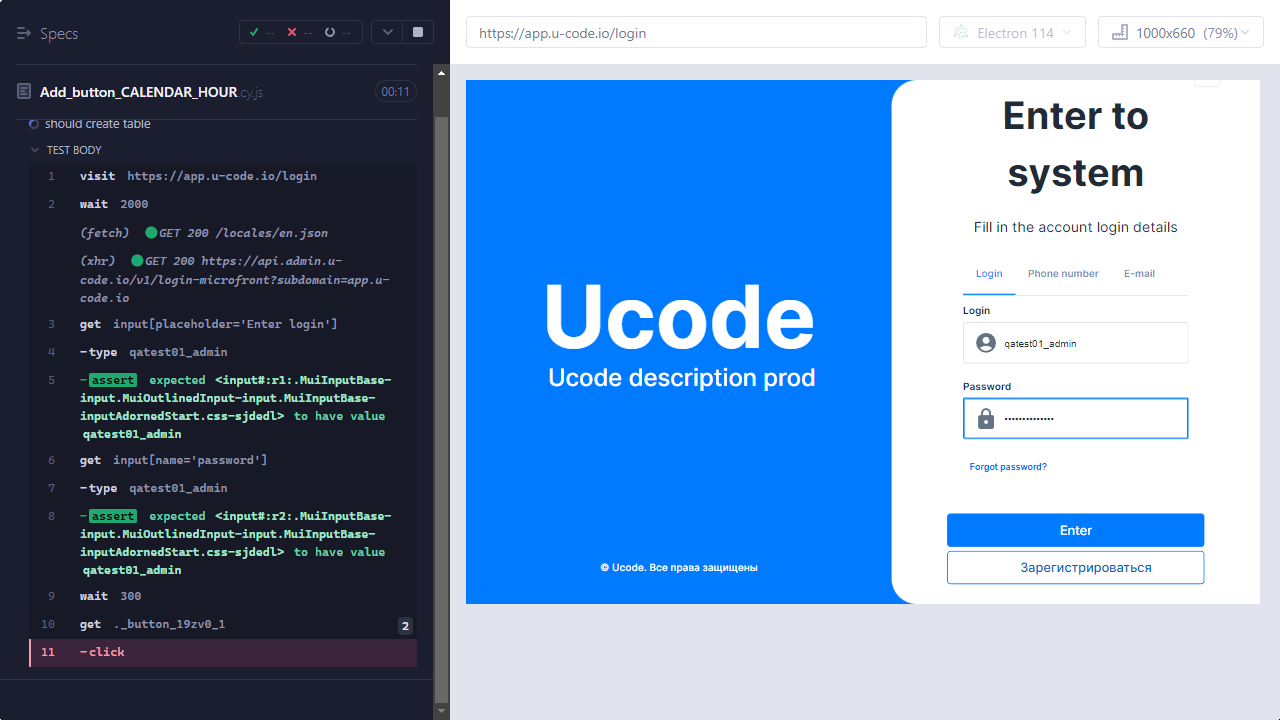 Specs
-- -- --
Add_button_CALENDAR_HOUR.cy.js 00:11
should create table
TEST BODY
1 visit https://app.u-code.io/login
2 wait 2000
(fetch) GET 200 /locales/en.json
(xhr) GET 200 https://api.admin.u-
code.io/v1/login-microfront?subdomain=app.u-
code.io
3 get input[placeholder='Enter login']
4 -type qatest01_admin
5 -assert expected <input#:r1:.MuiInputBase-
input.MuiOutlinedInput-input.MuiInputBase-
inputAdornedStart.css-sjdedl> to have value
qatest01_admin
6 get input[name='password']
7 -type qatest01_admin
8 -assert expected <input#:r2:.MuiInputBase-
input.MuiOutlinedInput-input.MuiInputBase-
inputAdornedStart.css-sjdedl> to have value
qatest01_admin
9 wait 300
10 get ._button_19zv0_1 2
11 -click
https://app.u-code.io/login
Electron 114
1000x660 (79%)
Ucode
Ucode description prod
© Ucode. Все права защищены
Enter to
system
Fill in the account login details
Login Phone number E-mail
Login
qatest01_admin
Password
••••••••••••••
Forgot password?
Enter
Зарегистрироваться